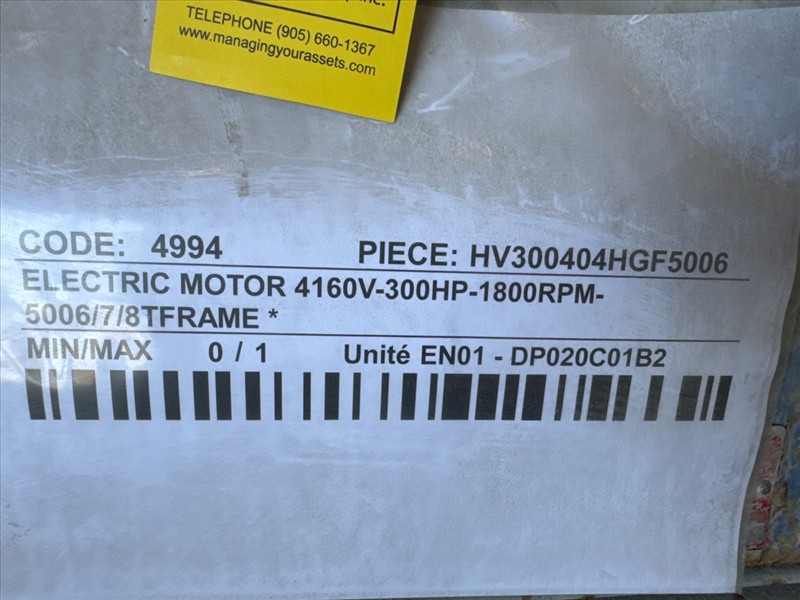 TELEPHONE (905) 660-1367
www.managingyourassets.com
CODE: 4994 PIECE: HV300404HGF5006
ELECTRIC MOTOR 4160V-300HP-1800RPM-
5006/7/8TFRAME *
MIN/MAX 0 / 1 Unité EN01 - DP020C01B2